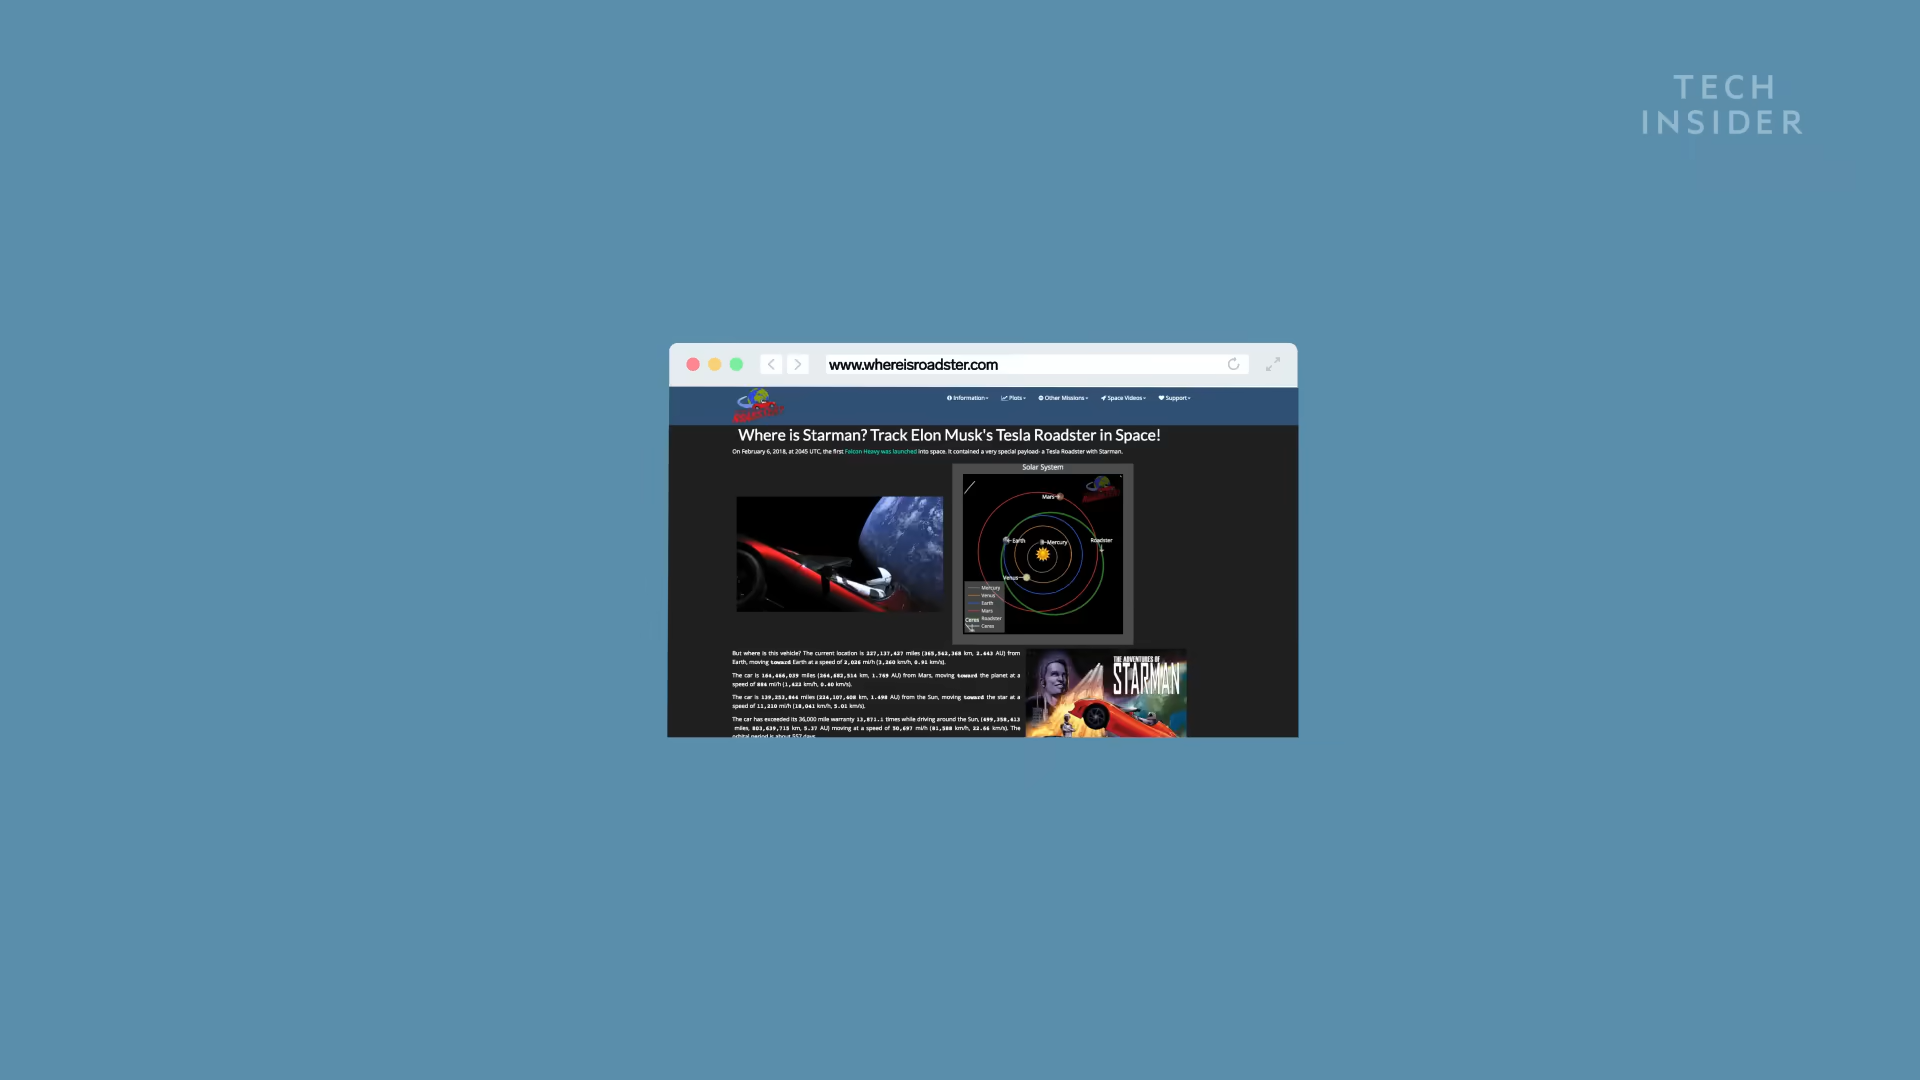 TECH
INSIDER
www.whereisroadster.com
Information
Plots
Other Missions
Space Videos
Support
Where is Starman? Track Elon Musk's Tesla Roadster in Space!
On February 6, 2018, at 2045 UTC, the first Falcon Heavy was launched into space. It contained a very special payload- a Tesla Roadster with Starman.
Solar System
Mars
Earth
Mercury
Roadster
Venus
Mercury
Venus
Earth
Mars
Ceres
Roadster
Ceres
But where is this vehicle? The current location is 227,137,427 miles (365,542,368 km, 2.443 AU) from
Earth, moving toward Earth at a speed of 2,026 mi/h (3,260 km/h, 0.91 km/s).
The car is 164,466,039 miles (264,682,514 km, 1.769 AU) from Mars, moving toward the planet at a
speed of 884 mi/h (1,422 km/h, 0.40 km/s).
The car is 139,253,844 miles (224,107,608 km, 1.498 AU) from the Sun, moving toward the star at a
speed of 11,210 mi/h (18,041 km/h, 5.01 km/s).
The car has exceeded its 36,000 mile warranty 13,871.1 times while driving around the Sun, (499,358,613
miles, 803,639,715 km, 5.37 AU) moving at a speed of 50,697 mi/h (81,588 km/h, 22.66 km/s). The
orbital period is about 557 days.
THE ADVENTURES OF
STARMAN